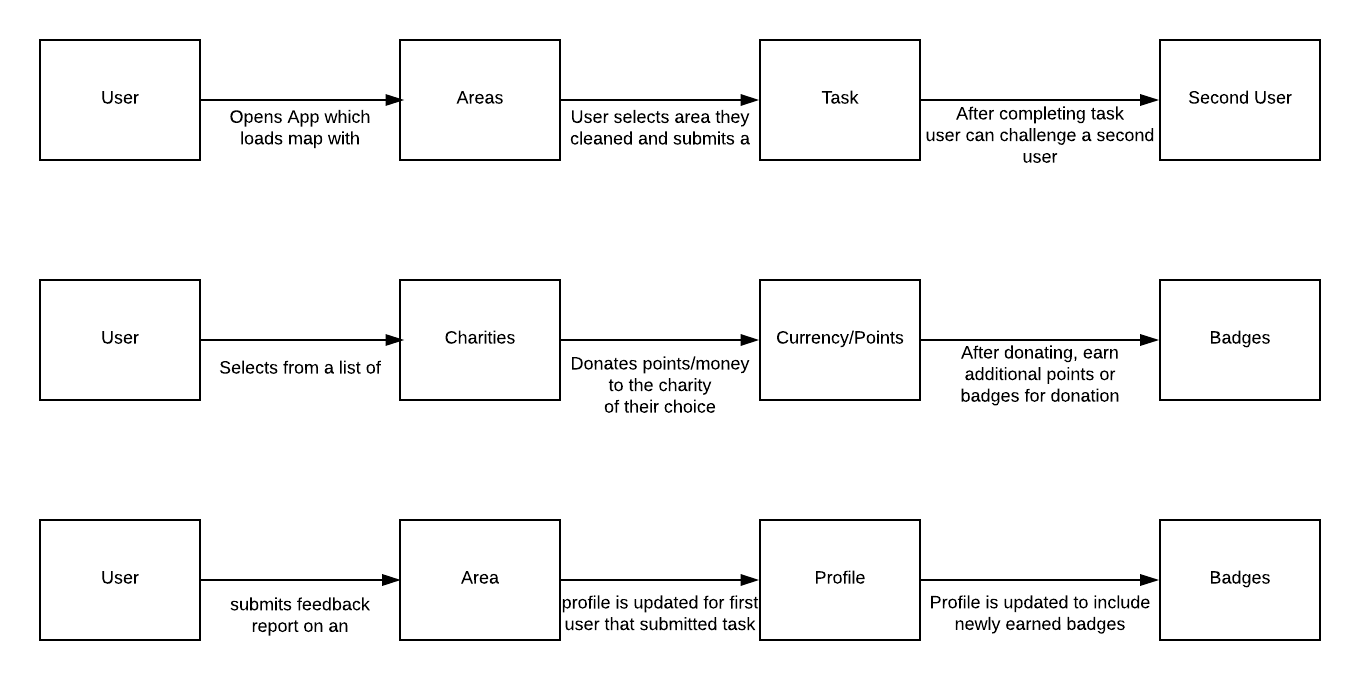 User
Opens App which
loads map with
Areas
User selects area they
cleaned and submits a
Task
After completing task
user can challenge a second
user
Second User
User
Selects from a list of
Charities
Donates points/money
to the charity
of their choice
Currency/Points
After donating, earn
additional points or
badges for donation
Badges
User
submits feedback
report on an
Area
profile is updated for first
user that submitted task
Profile
Profile is updated to include
newly earned badges
Badges